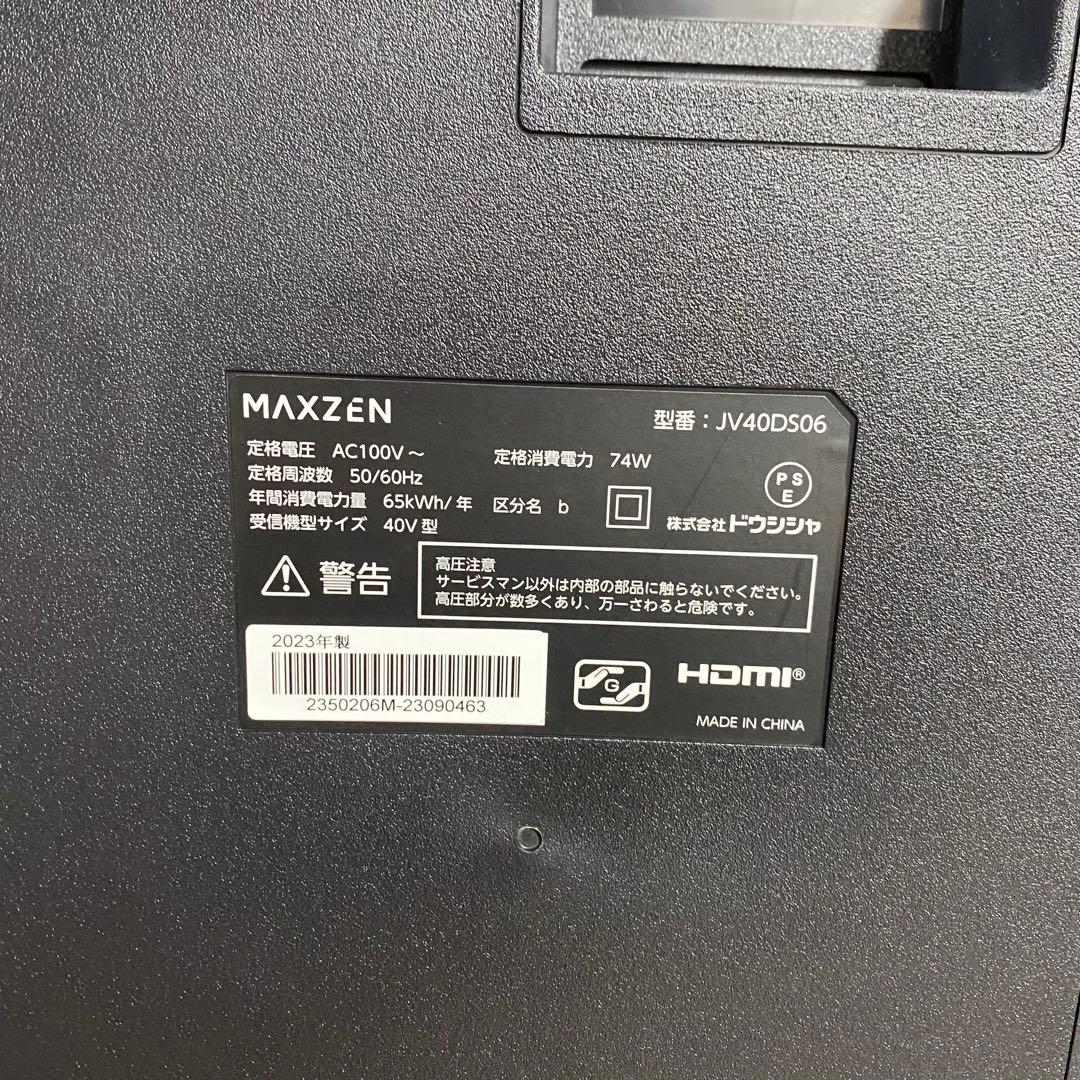 MAXZEN
型番：JV40DS06
定格電圧 AC100V～
定格消費電力 74W
定格周波数 50/60Hz
年間消費電力量 65kWh/年 区分名 b
受信機型サイズ 40V型
PS
E
株式会社ドウシシャ
警告
高圧注意
サービスマン以外は内部の部品に触らないでください。
高圧部分が数多くあり、万一さわると危険です。
2023年製
2350206M-23090463
G
HDMI®
MADE IN CHINA